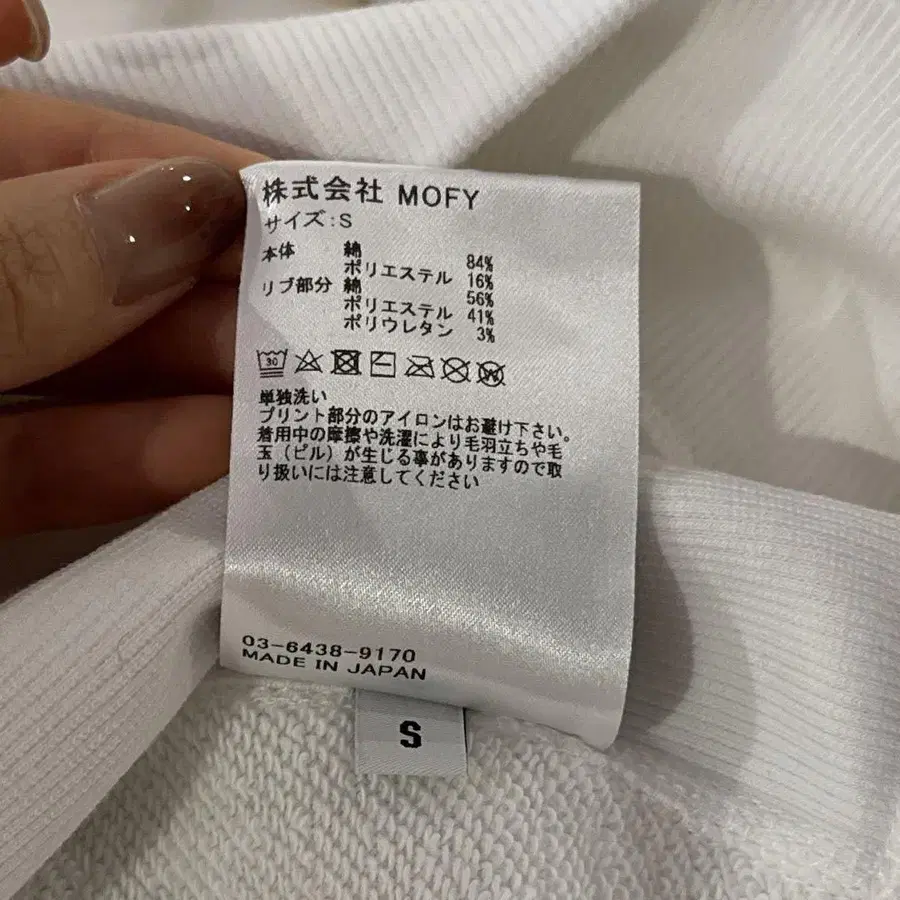 株式会社 MOFY
サイズ:S
本体 綿 84%
ポリエステル 16%
リブ部分 綿 56%
ポリエステル 41%
ポリウレタン 3%
30
W
単独洗い
プリント部分のアイロンはお避け下さい。
着用中の摩擦や洗濯により毛羽立ちや毛
玉(ピル)が生じる事がありますので取
り扱いには注意してください
03-6438-9170
MADE IN JAPAN
S